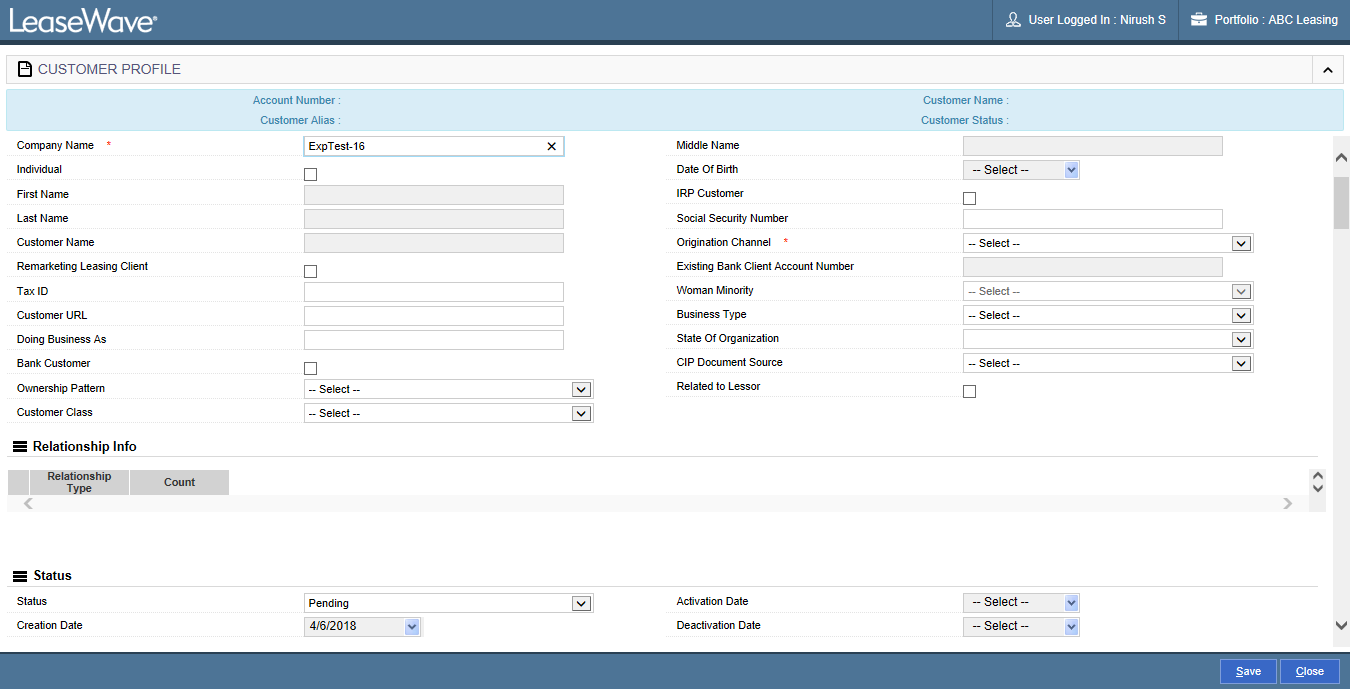 LeaseWave®
User Logged In : Nirush S
Portfolio : ABC Leasing
CUSTOMER PROFILE
Account Number :
Customer Name :
Customer Alias :
Customer Status :
Company Name * ExpTest-16
Middle Name
Individual
Date Of Birth -- Select --
First Name
IRP Customer
Last Name
Social Security Number
Customer Name
Origination Channel * -- Select --
Remarketing Leasing Client
Existing Bank Client Account Number
Tax ID
Woman Minority -- Select --
Customer URL
Business Type -- Select --
Doing Business As
State Of Organization
Bank Customer
CIP Document Source -- Select --
Ownership Pattern -- Select --
Related to Lessor
Customer Class -- Select --
Relationship Info
Relationship
Type
Count
Status
Status Pending
Activation Date -- Select --
Creation Date 4/6/2018
Deactivation Date -- Select --
Save
Close